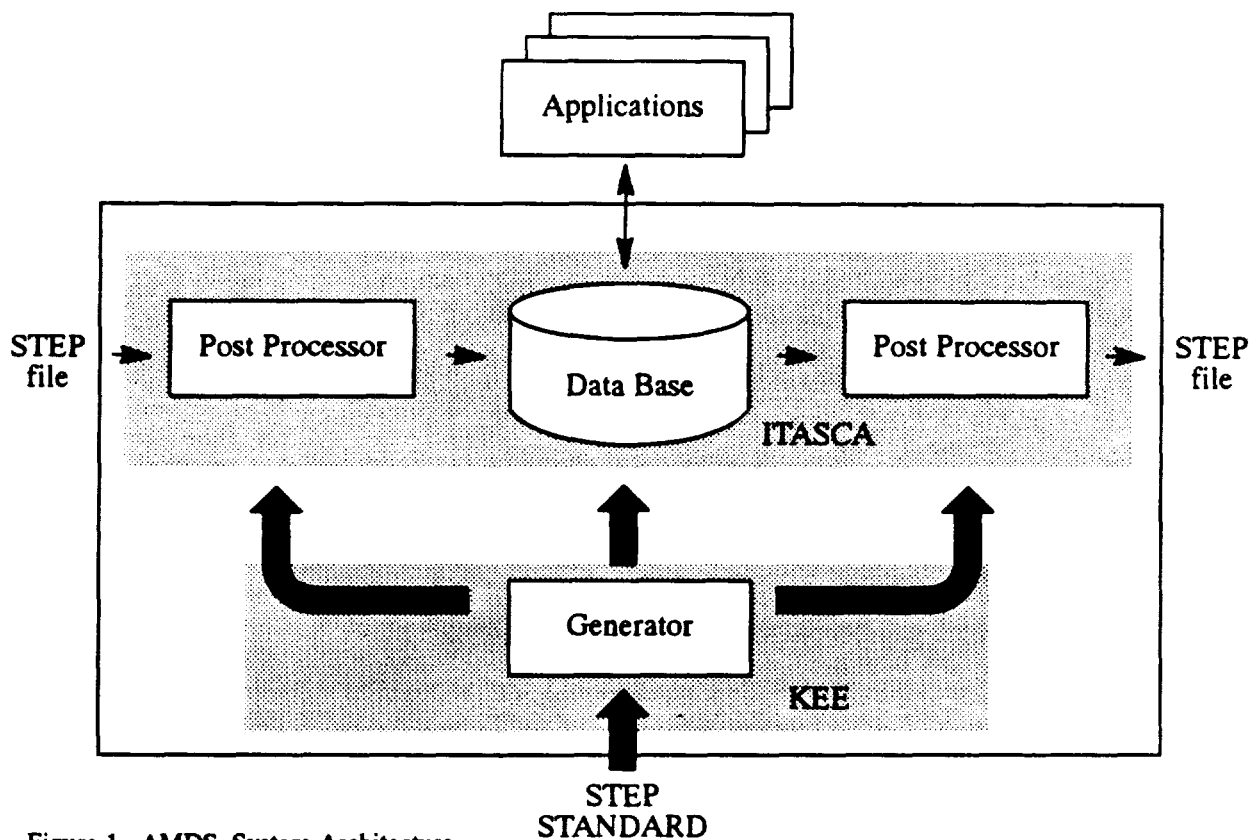 Applications
STEP
file
Post Processor
Data Base
Post Processor
STEP
file
ITASCA
Generator
KEE
STEP
STANDARD
Figure 1. AMDS System Architecture